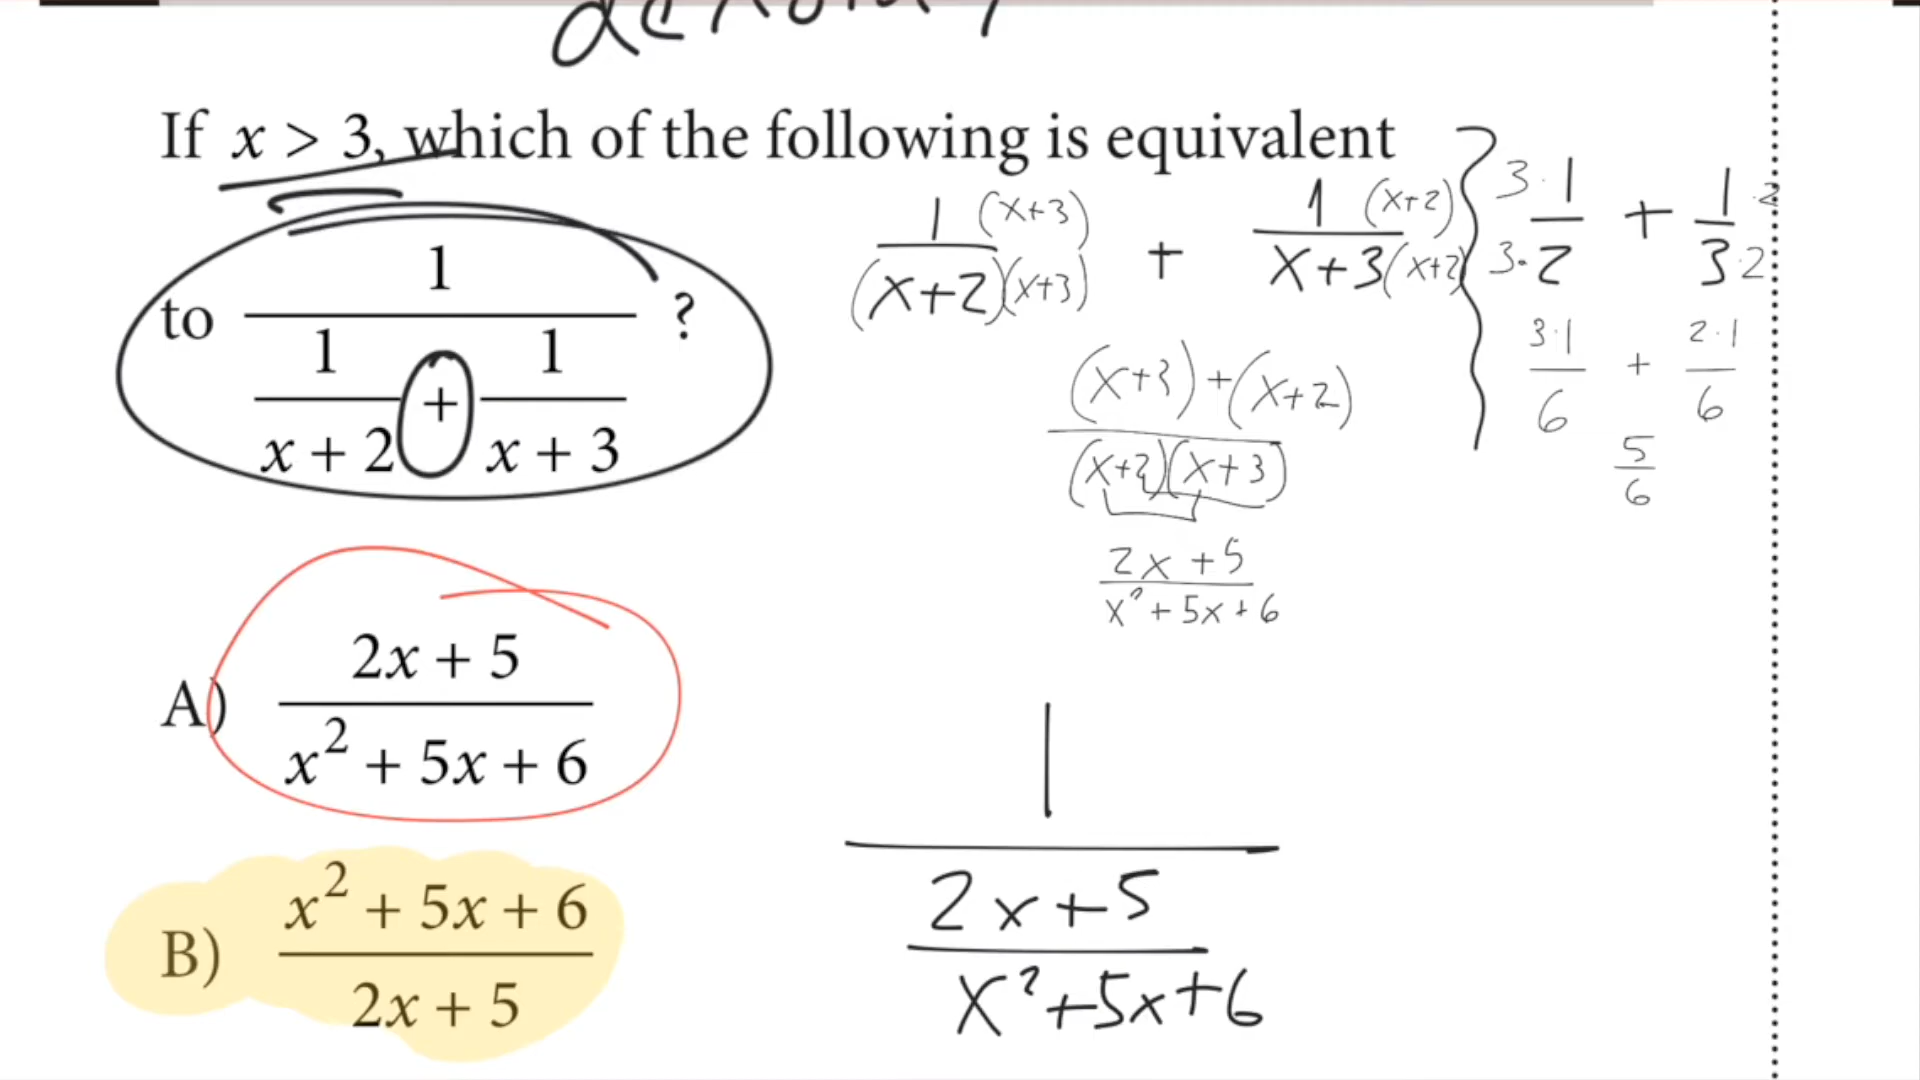 If x > 3, which of the following is equivalent
to 1 / (1/(x + 2) + 1/(x + 3)) ?
A) (2x + 5)/(x² + 5x + 6)
B) (x² + 5x + 6)/(2x + 5)
1 (x+3) / (x+2)(x+3) + 1 (x+2) / x+3 (x+2)
(x+3) + (x+2)
(x+2)(x+3)
2x + 5
x² + 5x + 6
1
2x + 5
x² + 5x + 6
3·1 / 3·2 + 1·2 / 3·2
3·1 / 6 + 2·1 / 6
5
6